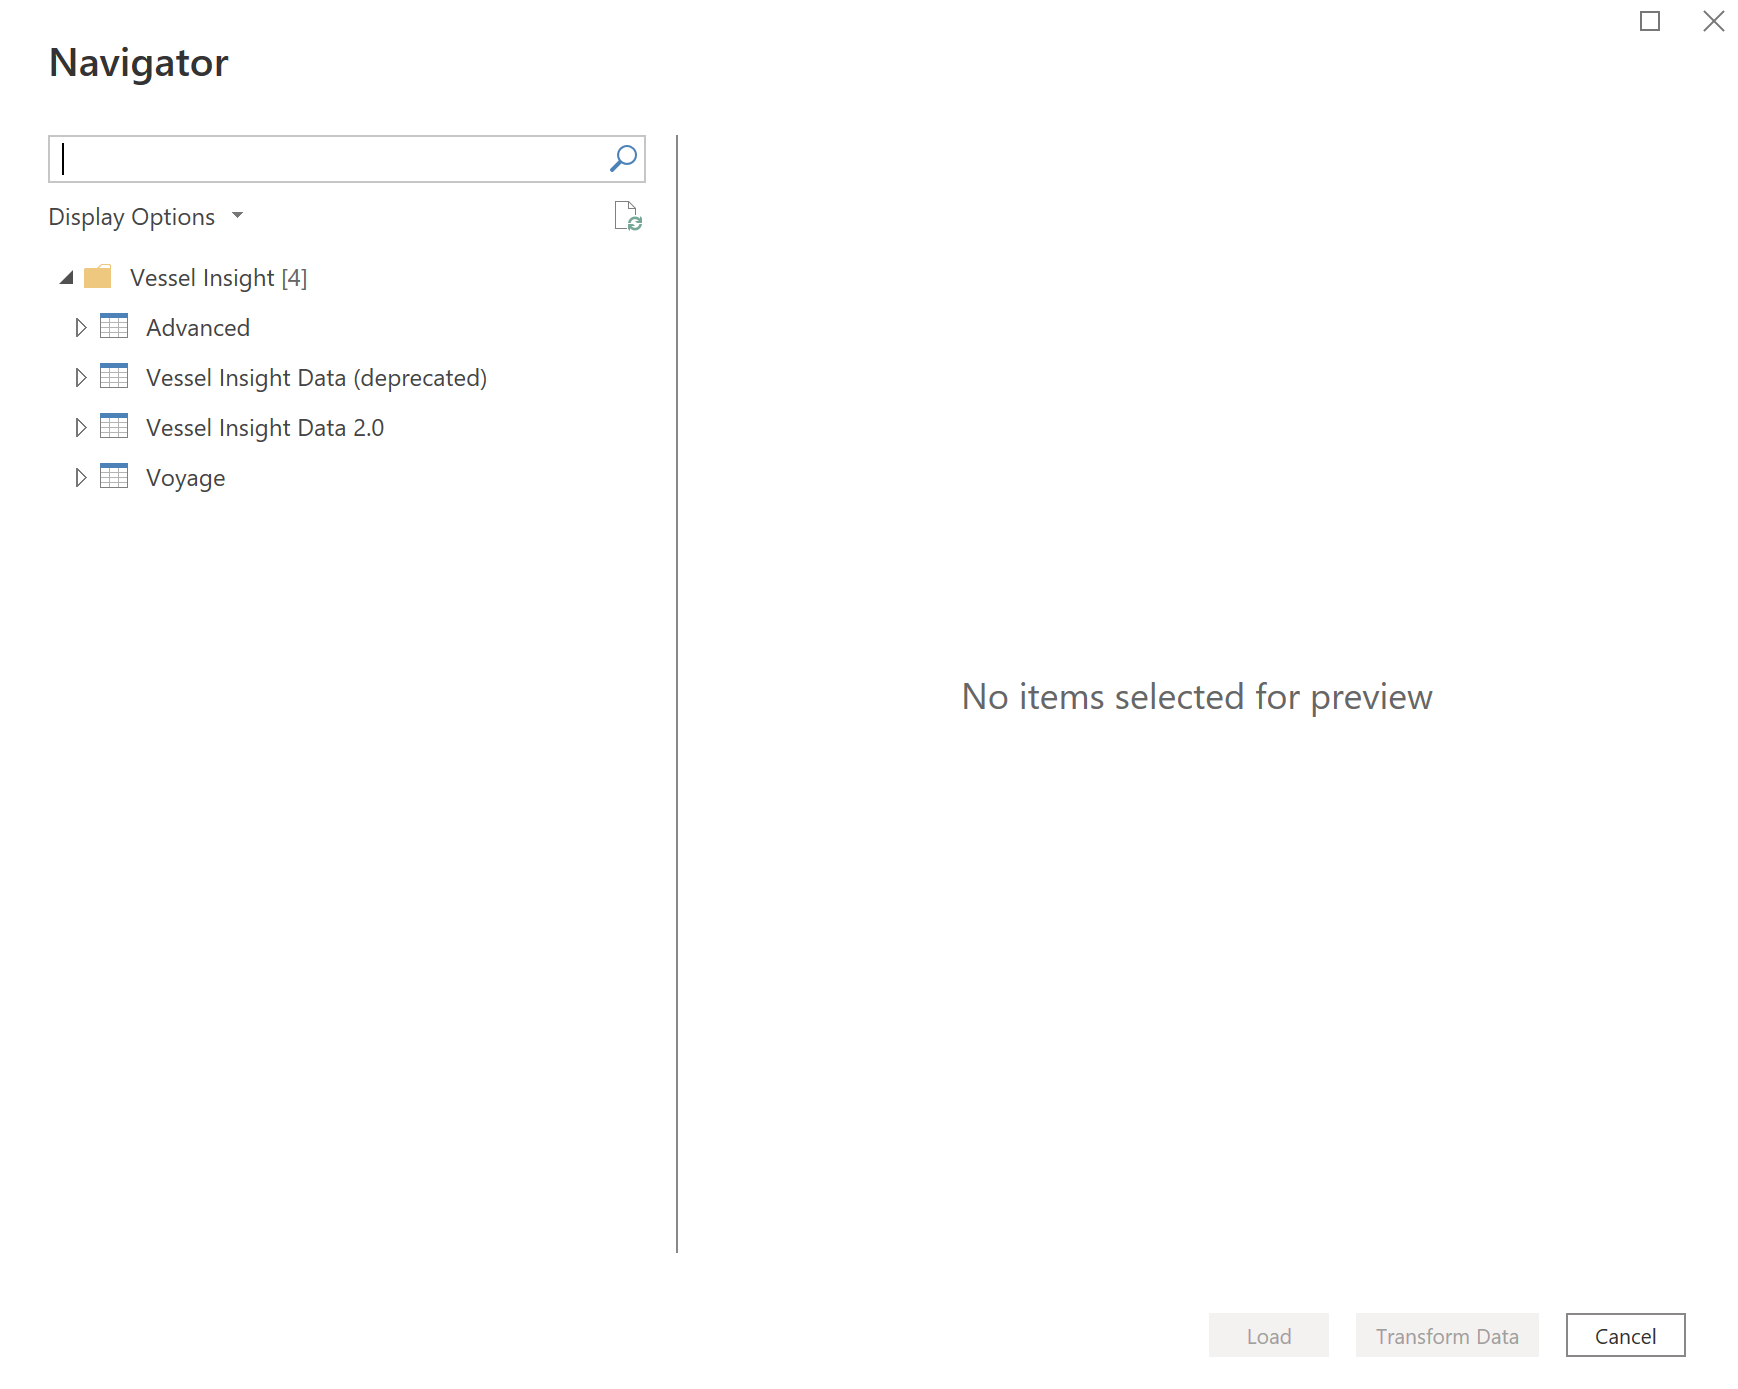 Navigator
Display Options
Vessel Insight [4]
Advanced
Vessel Insight Data (deprecated)
Vessel Insight Data 2.0
Voyage
No items selected for preview
Load
Transform Data
Cancel